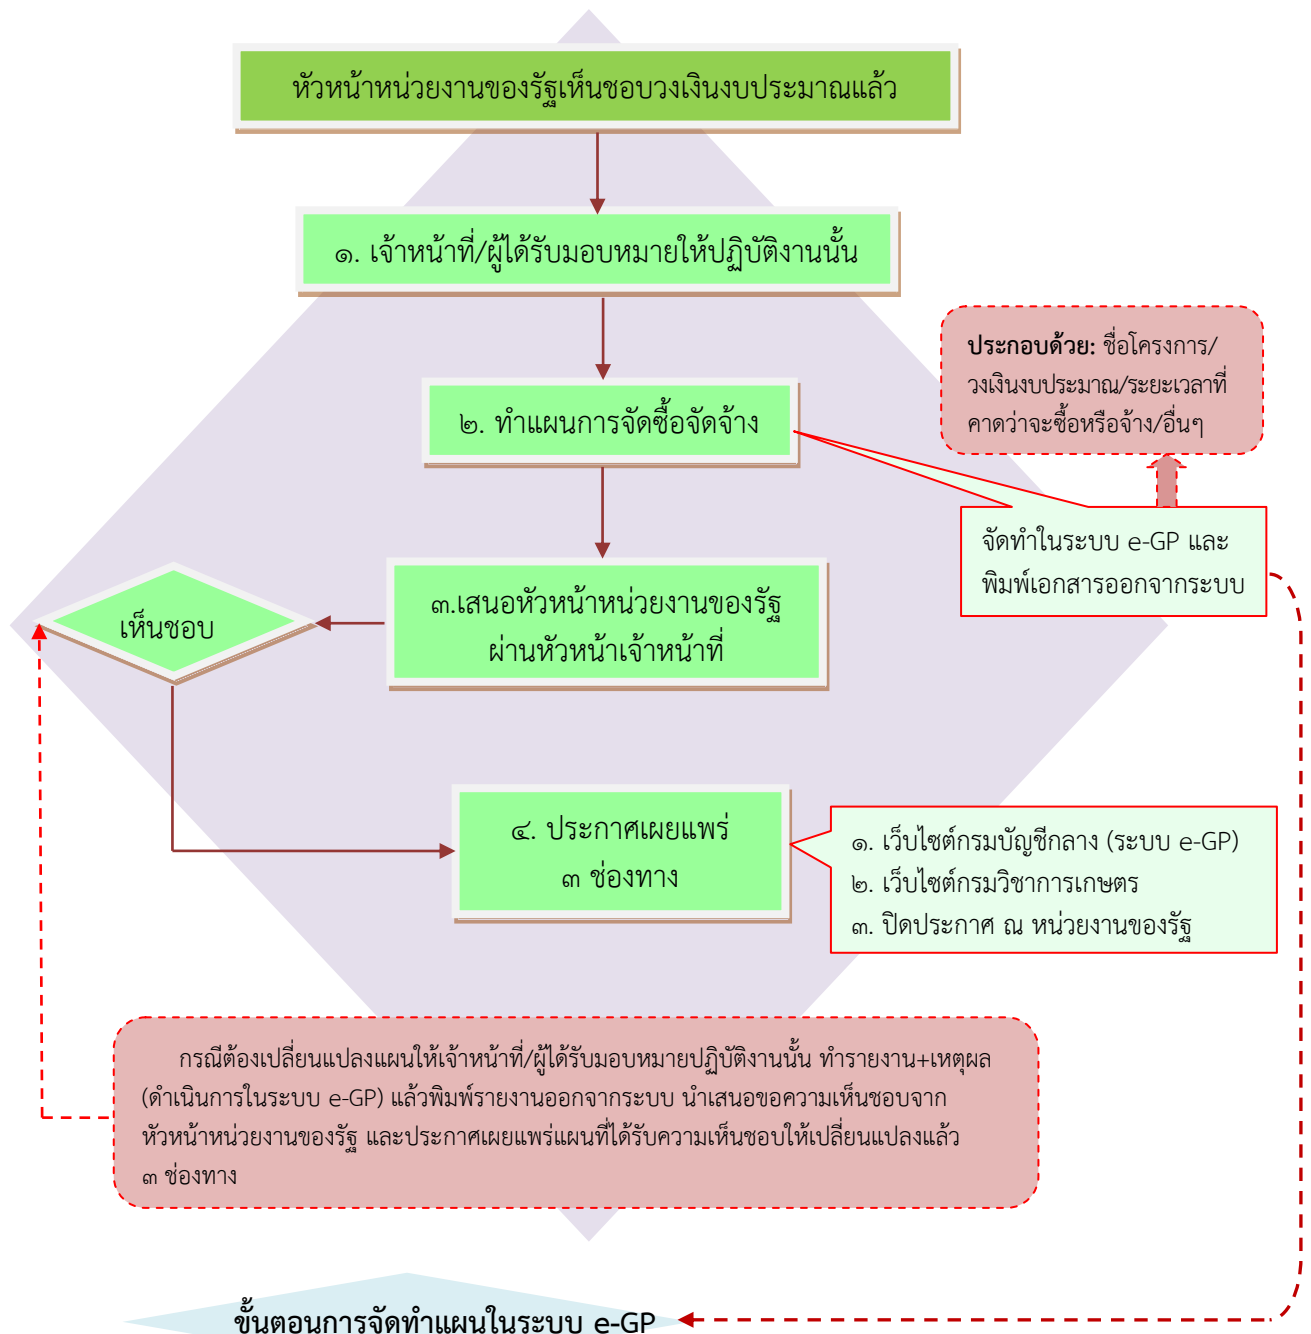 หัวหน้าหน่วยงานของรัฐเห็นชอบวงเงินงบประมาณแล้ว
๑. เจ้าหน้าที่/ผู้ได้รับมอบหมายให้ปฏิบัติงานนั้น
ประกอบด้วย: ชื่อโครงการ/
วงเงินงบประมาณ/ระยะเวลาที่
คาดว่าจะซื้อหรือจ้าง/อื่นๆ
๒. ทำแผนการจัดซื้อจัดจ้าง
จัดทำในระบบ e-GP และ
พิมพ์เอกสารออกจากระบบ
๓.เสนอหัวหน้าหน่วยงานของรัฐ
ผ่านหัวหน้าเจ้าหน้าที่
เห็นชอบ
๔. ประกาศเผยแพร่
๓ ช่องทาง
๑. เว็บไซต์กรมบัญชีกลาง (ระบบ e-GP)
๒. เว็บไซต์กรมวิชาการเกษตร
๓. ปิดประกาศ ณ หน่วยงานของรัฐ
กรณีต้องเปลี่ยนแปลงแผนให้เจ้าหน้าที่/ผู้ได้รับมอบหมายปฏิบัติงานนั้น ทำรายงาน+เหตุผล
(ดำเนินการในระบบ e-GP) แล้วพิมพ์รายงานออกจากระบบ นำเสนอขอความเห็นชอบจาก
หัวหน้าหน่วยงานของรัฐ และประกาศเผยแพร่แผนที่ได้รับความเห็นชอบให้เปลี่ยนแปลงแล้ว
๓ ช่องทาง
ขั้นตอนการจัดทำแผนในระบบ e-GP